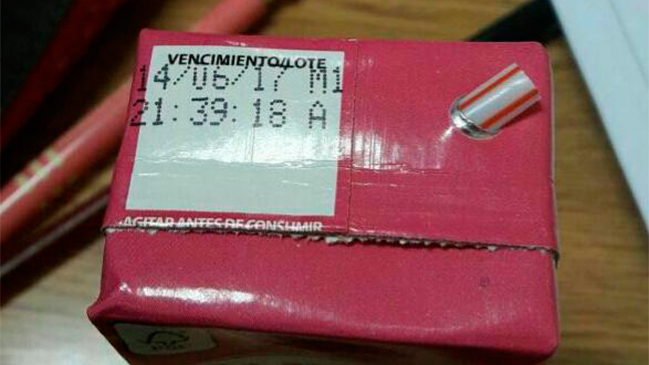 VENCIMIENTO/LOTE
14/06/17 M1
21:39:18 A
AGITAR ANTES DE CONSUMIR